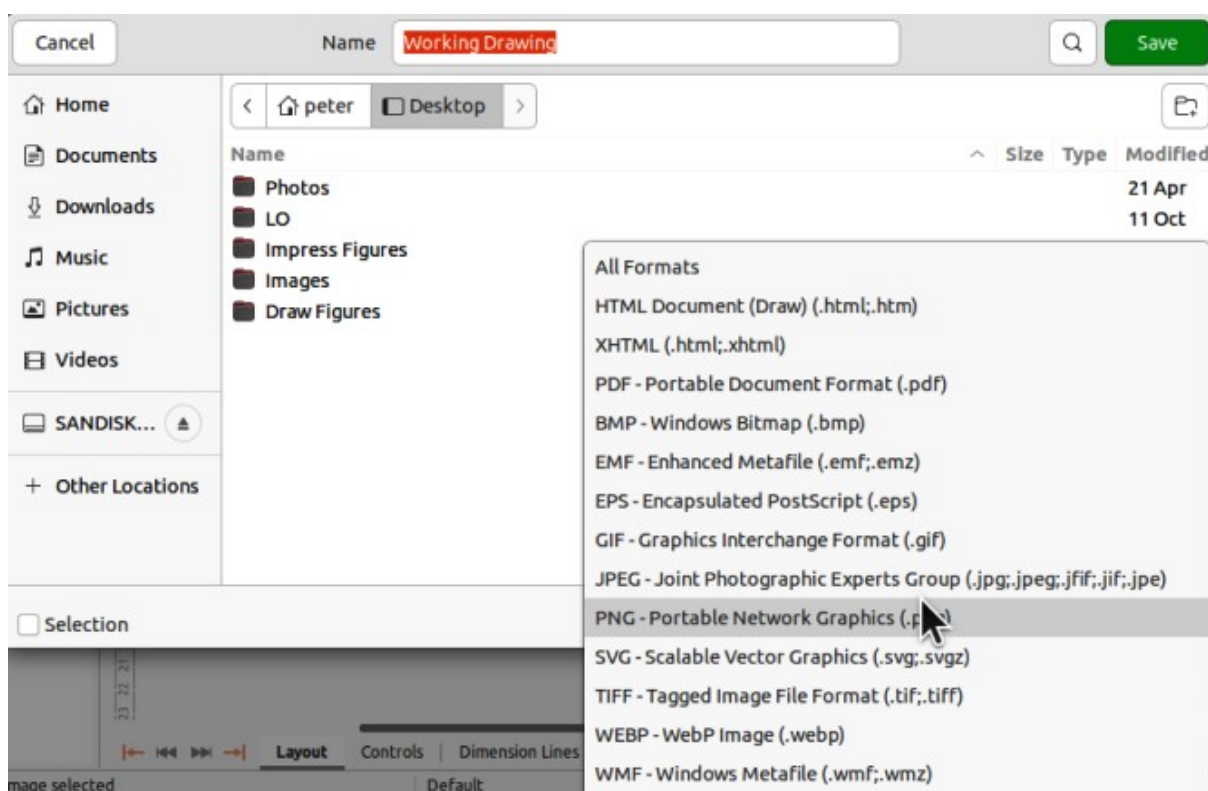 Cancel Name Working Drawing Save
Home
peter Desktop
Documents
Name Size Type Modified
Photos 21 Apr
Downloads
LO 11 Oct
Music
Impress Figures
Images
Pictures
Draw Figures
Videos
SANDISK...
+ Other Locations
Selection
All Formats
HTML Document (Draw) (.html;.htm)
XHTML (.html;.xhtml)
PDF - Portable Document Format (.pdf)
BMP - Windows Bitmap (.bmp)
EMF - Enhanced Metafile (.emf;.emz)
EPS - Encapsulated PostScript (.eps)
GIF - Graphics Interchange Format (.gif)
JPEG - Joint Photographic Experts Group (.jpg;.jpeg;.jfif;.jif;.jpe)
PNG - Portable Network Graphics
SVG - Scalable Vector Graphics (.svg;.svgz)
TIFF - Tagged Image File Format (.tif;.tiff)
WEBP - WebP Image (.webp)
WMF - Windows Metafile (.wmf;.wmz)
21
22
23
Layout Controls Dimension Lines
selected Default